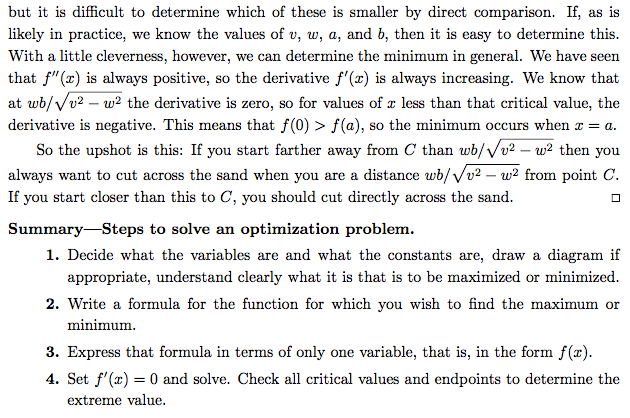 but it is difficult to determine which of these is smaller by direct comparison. If, as is
likely in practice, we know the values of v, w, a, and b, then it is easy to determine this.
With a little cleverness, however, we can determine the minimum in general. We have seen
that f″(x) is always positive, so the derivative f′(x) is always increasing. We know that
at wb/√(v² − w²) the derivative is zero, so for values of x less than that critical value, the
derivative is negative. This means that f(0) > f(a), so the minimum occurs when x = a.
So the upshot is this: If you start farther away from C than wb/√(v² − w²) then you
always want to cut across the sand when you are a distance wb/√(v² − w²) from point C.
If you start closer than this to C, you should cut directly across the sand. □
Summary—Steps to solve an optimization problem.
1. Decide what the variables are and what the constants are, draw a diagram if
appropriate, understand clearly what it is that is to be maximized or minimized.
2. Write a formula for the function for which you wish to find the maximum or
minimum.
3. Express that formula in terms of only one variable, that is, in the form f(x).
4. Set f′(x) = 0 and solve. Check all critical values and endpoints to determine the
extreme value.